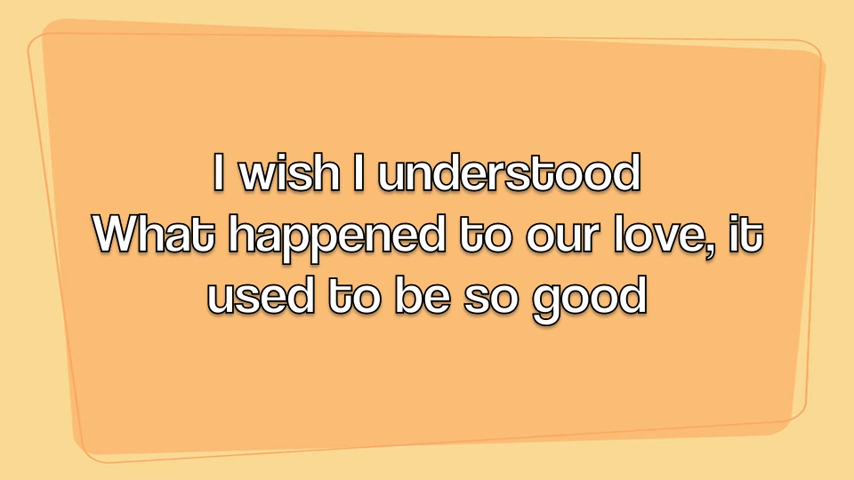 I wish I understood
What happened to our love, it
used to be so good